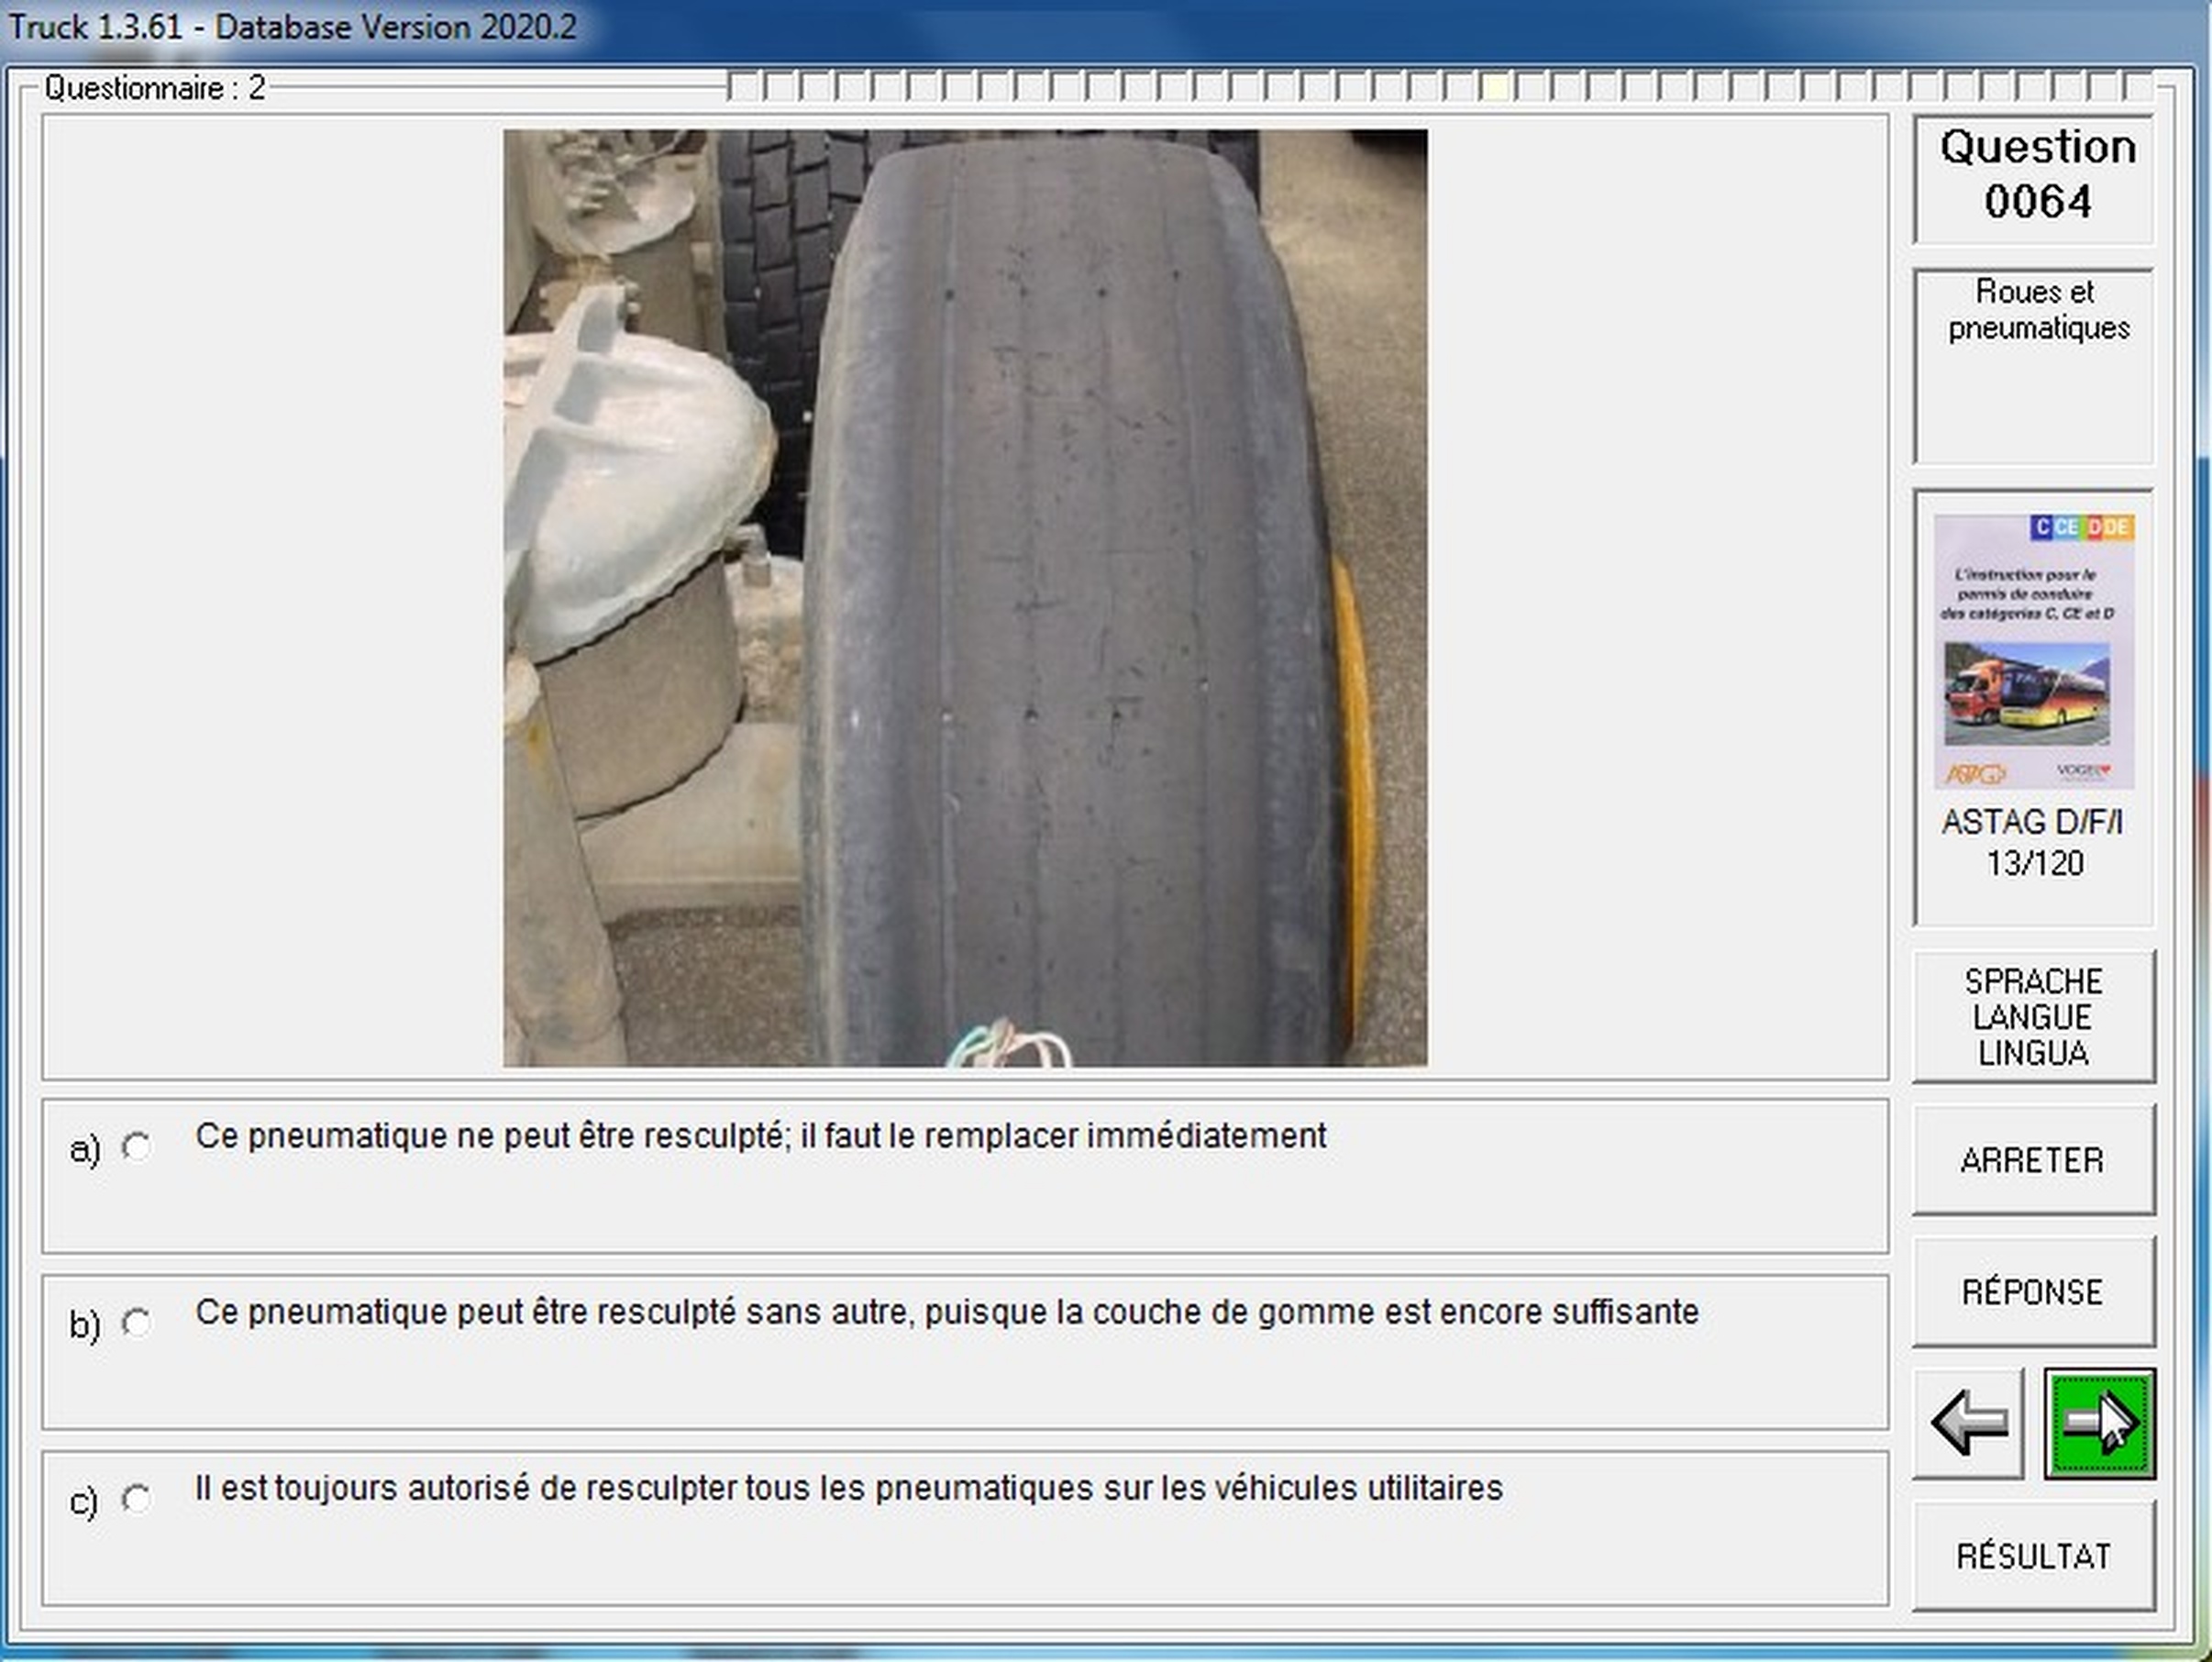 Truck 1.3.61 - Database Version 2020.2
Questionnaire : 2
Question
0064
Roues et
pneumatiques
C CE D DE
L'instruction pour le
permis de conduire
des catégories C, CE et D
ASTAG
VOGEL
ASTAG D/F/I
13/120
SPRACHE
LANGUE
LINGUA
ARRETER
RÉPONSE
RÉSULTAT
a) Ce pneumatique ne peut être resculpté; il faut le remplacer immédiatement
b) Ce pneumatique peut être resculpté sans autre, puisque la couche de gomme est encore suffisante
c) Il est toujours autorisé de resculpter tous les pneumatiques sur les véhicules utilitaires